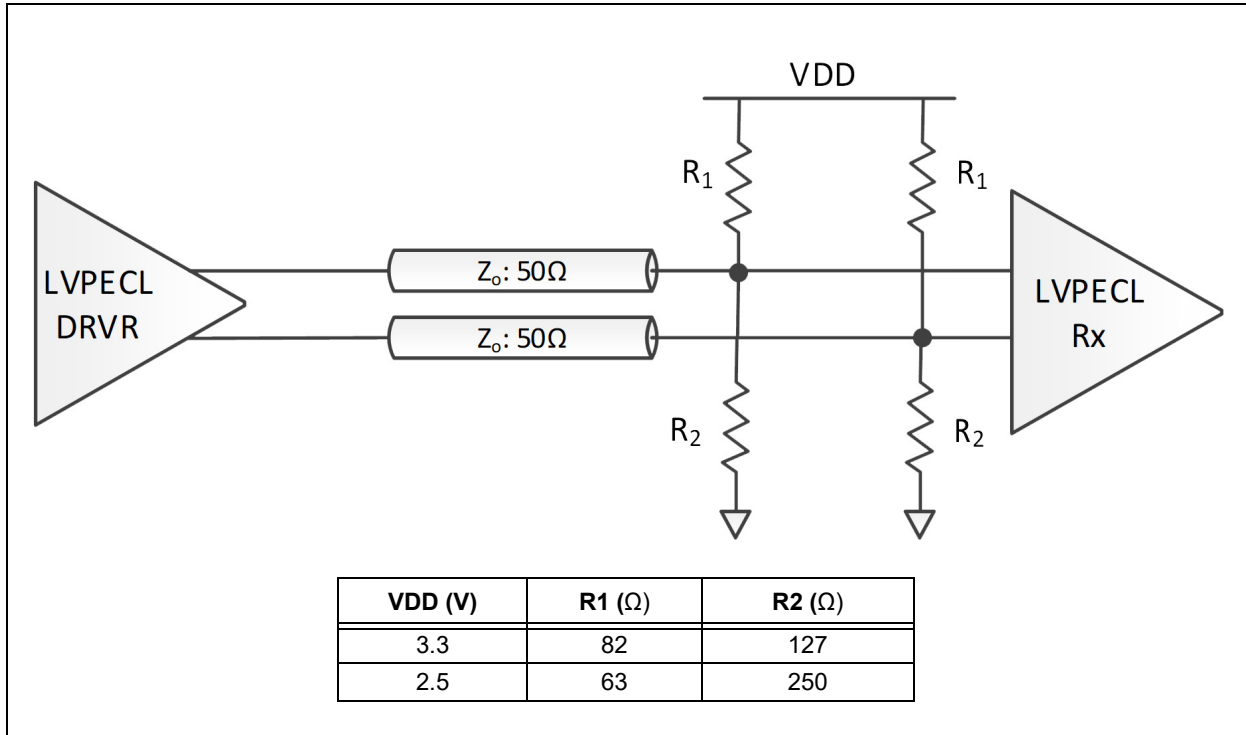 VDD
R₁
R₁
LVPECL
DRVR
Zₒ: 50Ω
Zₒ: 50Ω
LVPECL
Rx
R₂
R₂
VDD (V) R1 (Ω) R2 (Ω)
3.3 82 127
2.5 63 250